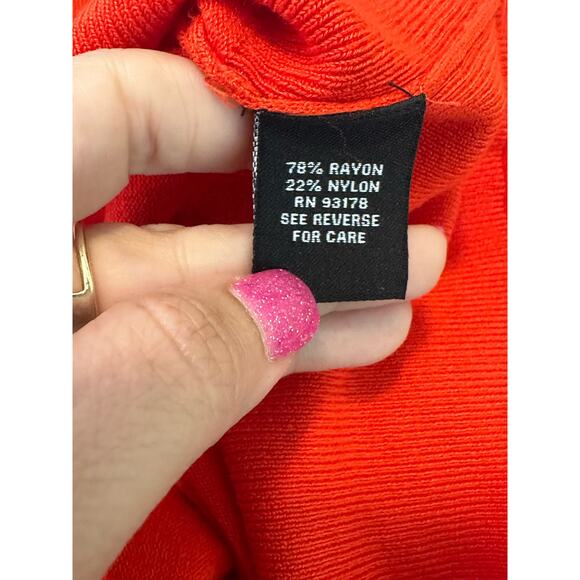 78% RAYON
22% NYLON
RN 93178
SEE REVERSE
FOR CARE